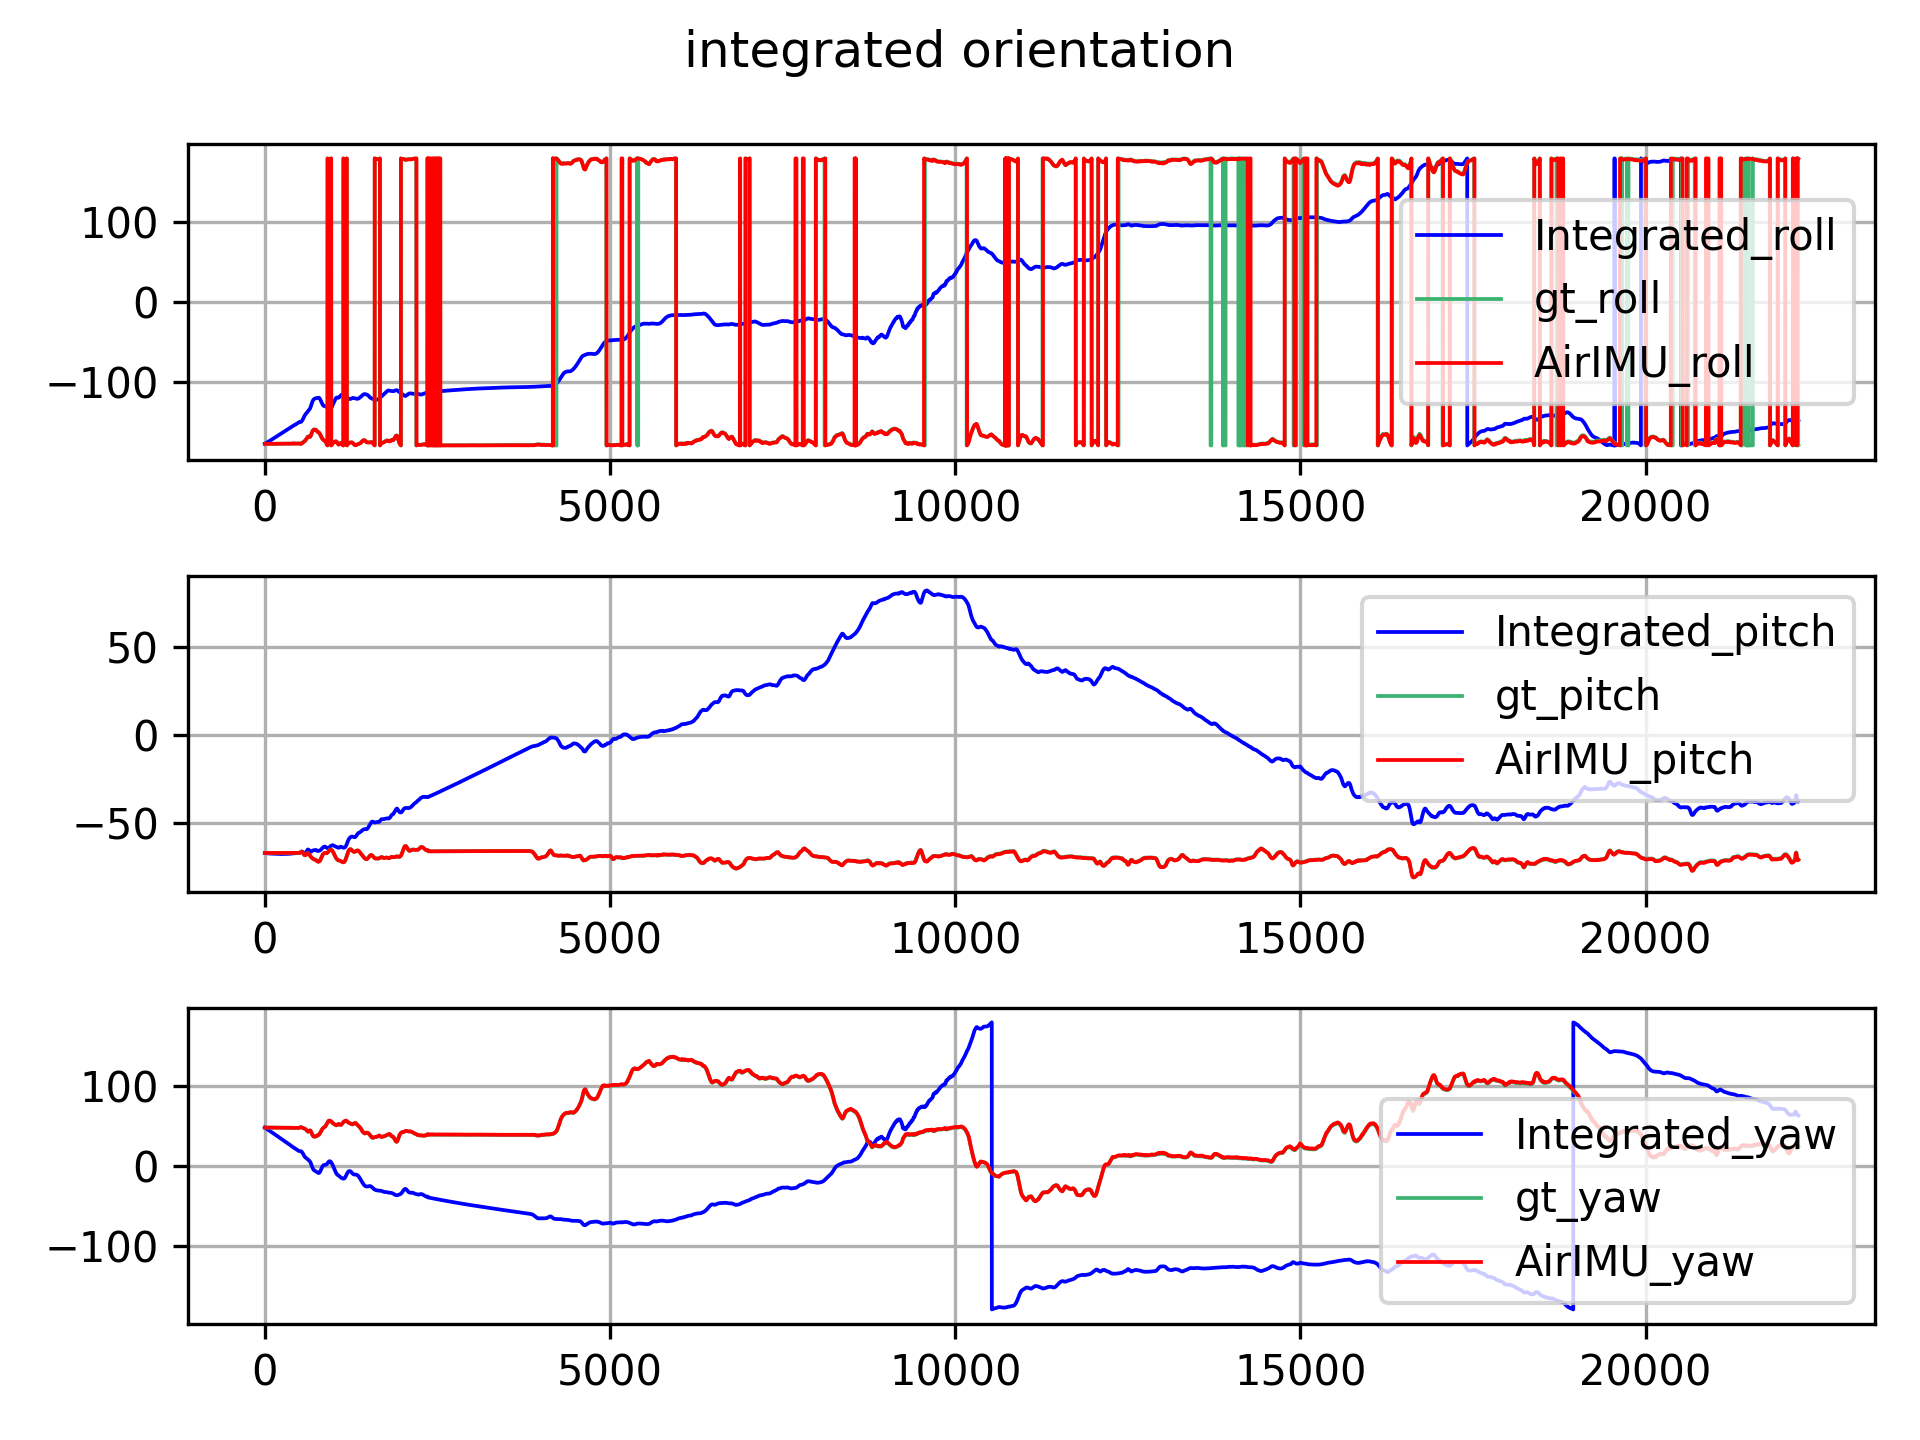 integrated orientation
100
0
−100
Integrated_roll
gt_roll
AirIMU_roll
0 5000 10000 15000 20000
50
0
−50
Integrated_pitch
gt_pitch
AirIMU_pitch
0 5000 10000 15000 20000
100
0
−100
Integrated_yaw
gt_yaw
AirIMU_yaw
0 5000 10000 15000 20000